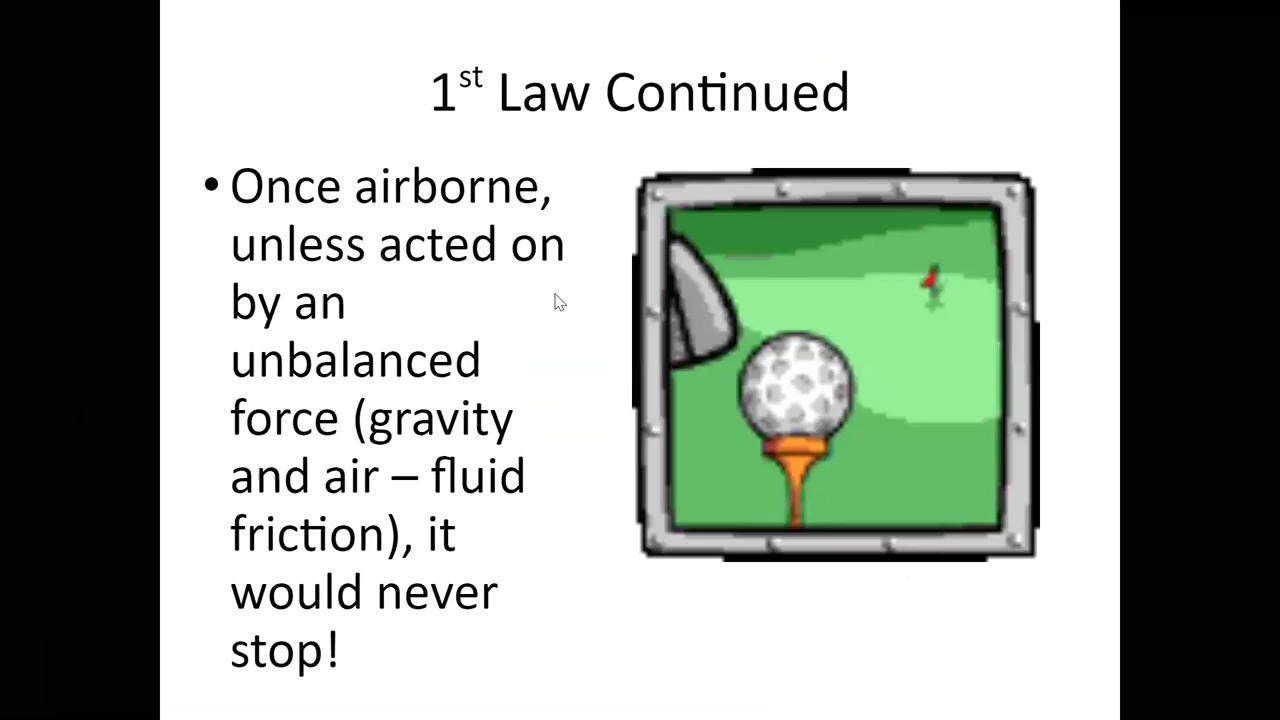 1st Law Continued
• Once airborne,
unless acted on
by an
unbalanced
force (gravity
and air – fluid
friction), it
would never
stop!